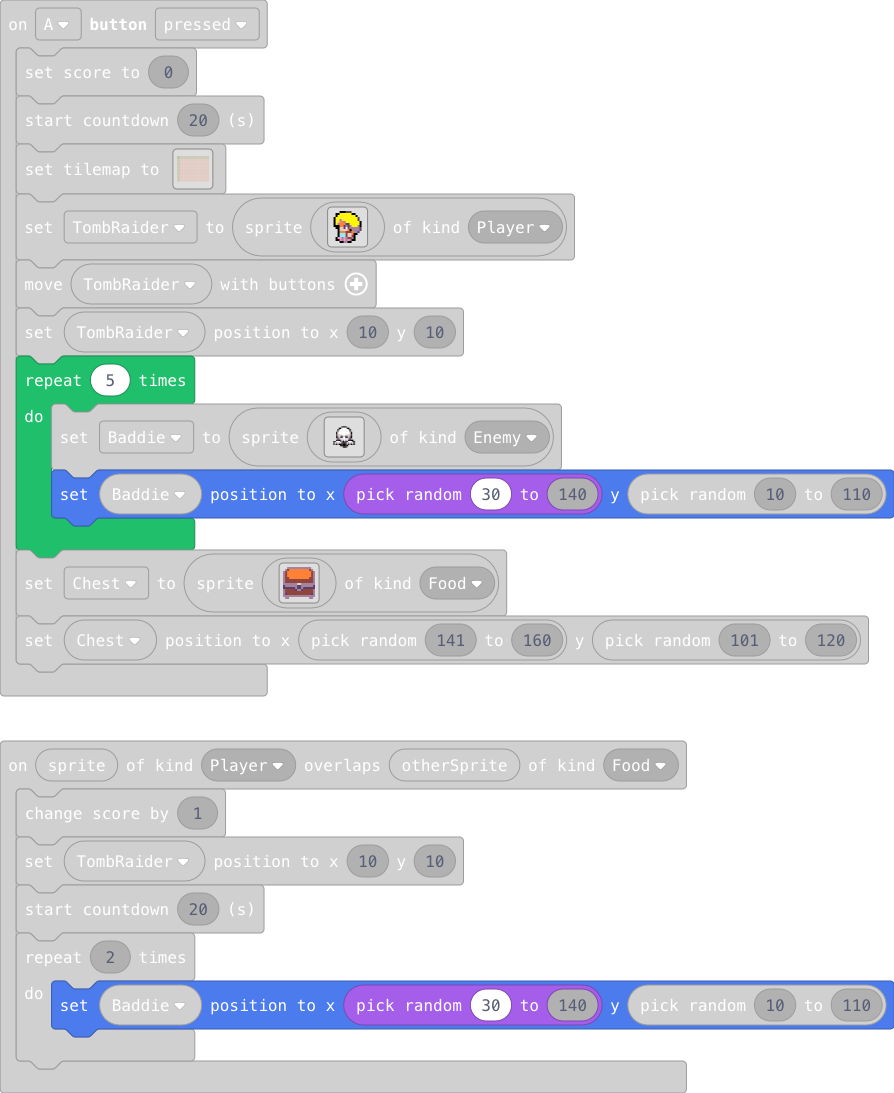 on A button pressed
set score to 0
start countdown 20 (s)
set tilemap to
set TombRaider to sprite of kind Player
move TombRaider with buttons
set TombRaider position to x 10 y 10
repeat 5 times
do
set Baddie to sprite of kind Enemy
set Baddie position to x pick random 30 to 140 y pick random 10 to 110
set Chest to sprite of kind Food
set Chest position to x pick random 141 to 160 y pick random 101 to 120
on sprite of kind Player overlaps otherSprite of kind Food
change score by 1
set TombRaider position to x 10 y 10
start countdown 20 (s)
repeat 2 times
do
set Baddie position to x pick random 30 to 140 y pick random 10 to 110